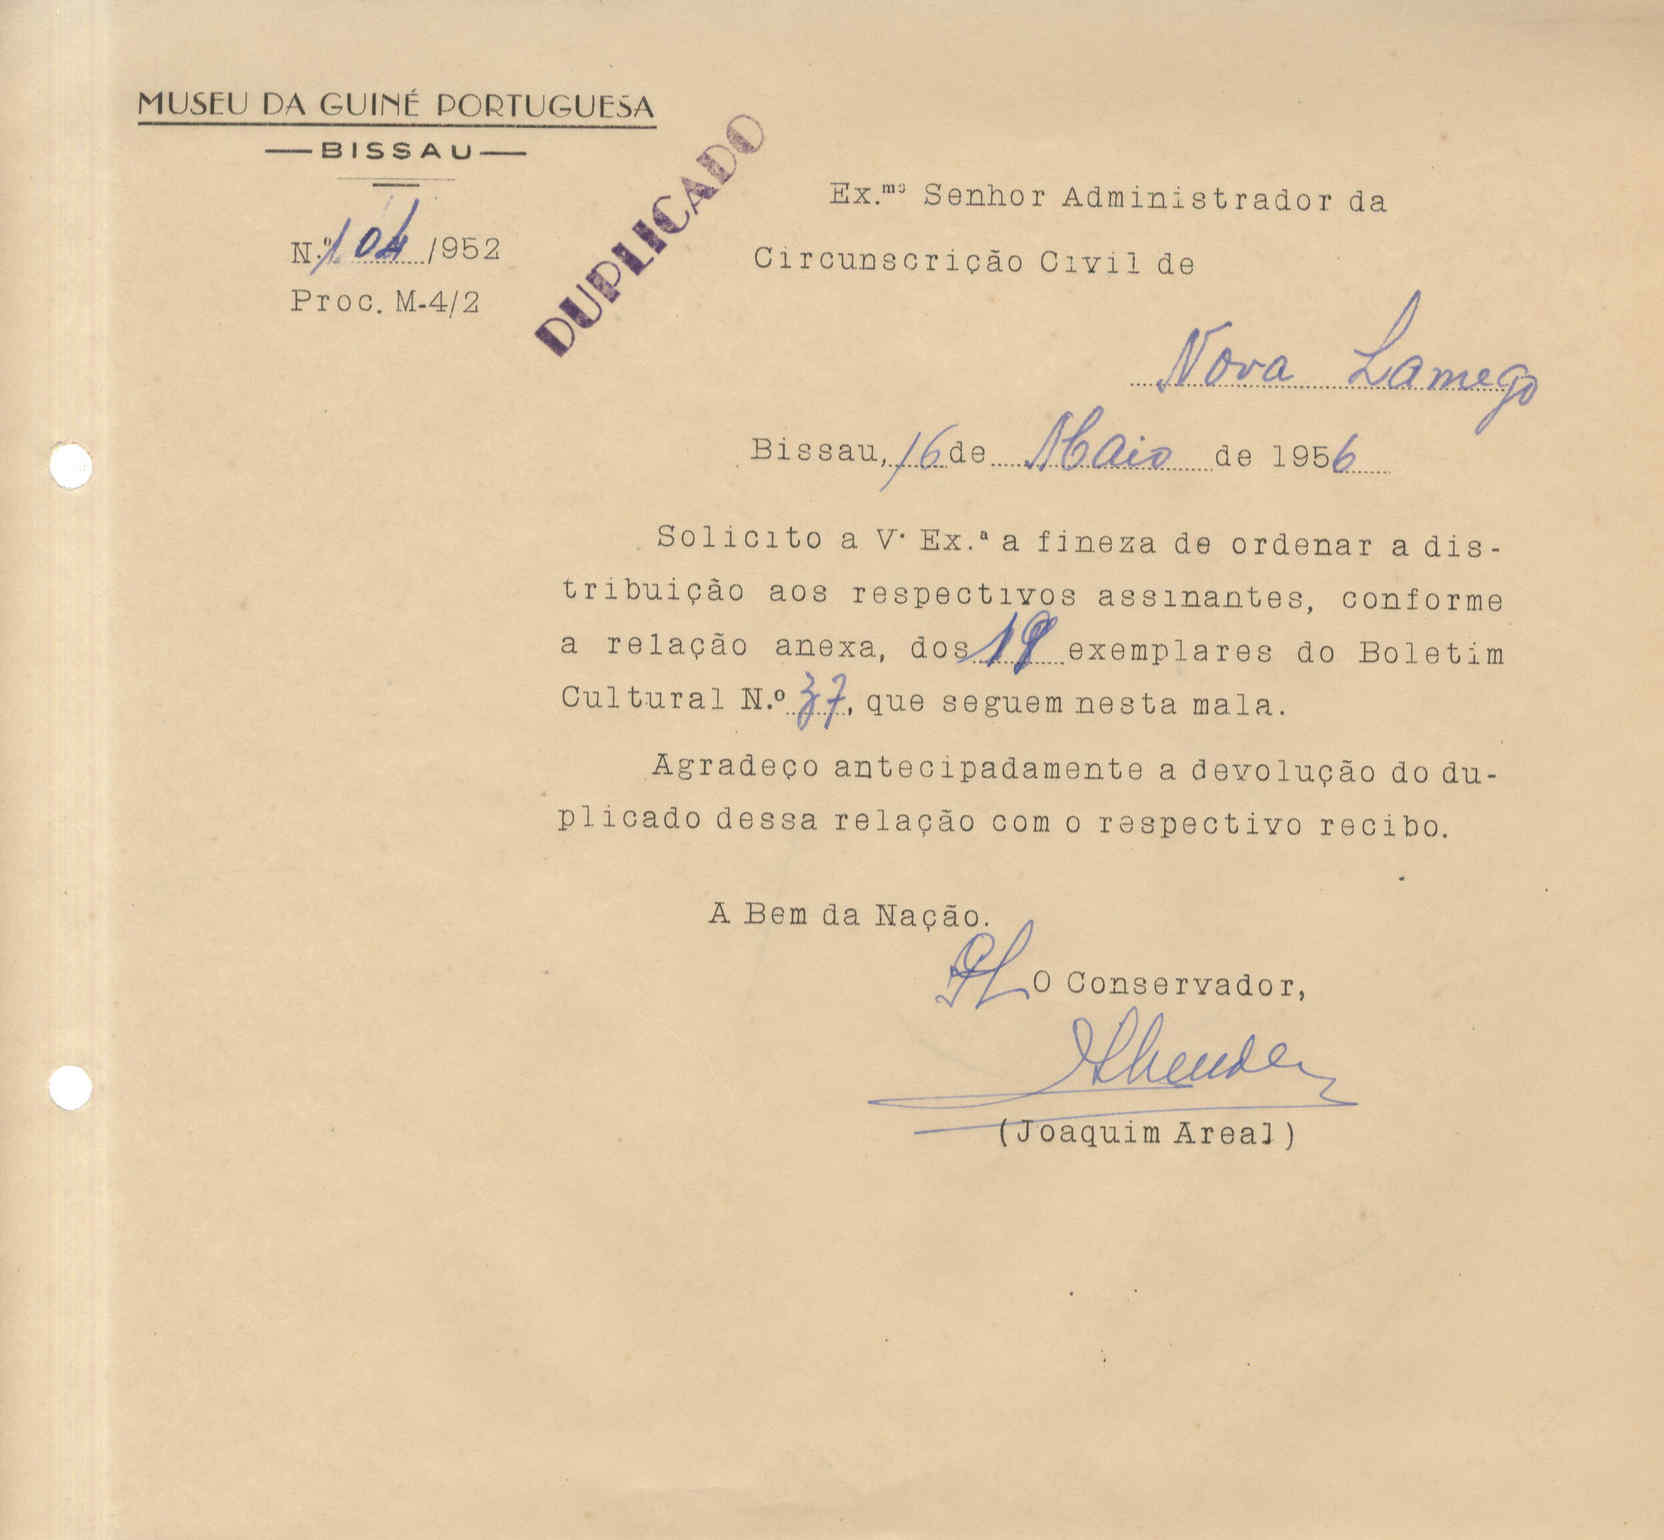 MUSEU DA GUINÉ PORTUGUESA
— BISSAU —
N.º 104/952
Proc. M-4/2
DUPLICADO
Ex.mo Senhor Administrador da
Circunscrição Civil de
Nova Lamego
Bissau, 16 de Maio de 1956
Solicito a V. Ex.ª a fineza de ordenar a dis-
tribuição aos respectivos assinantes, conforme
a relação anexa, dos 19 exemplares do Boletim
Cultural N.º 37, que seguem nesta mala.
Agradeço antecipadamente a devolução do du-
plicado dessa relação com o respectivo recibo.
A Bem da Nação.
O Conservador,
(Joaquim Areal)